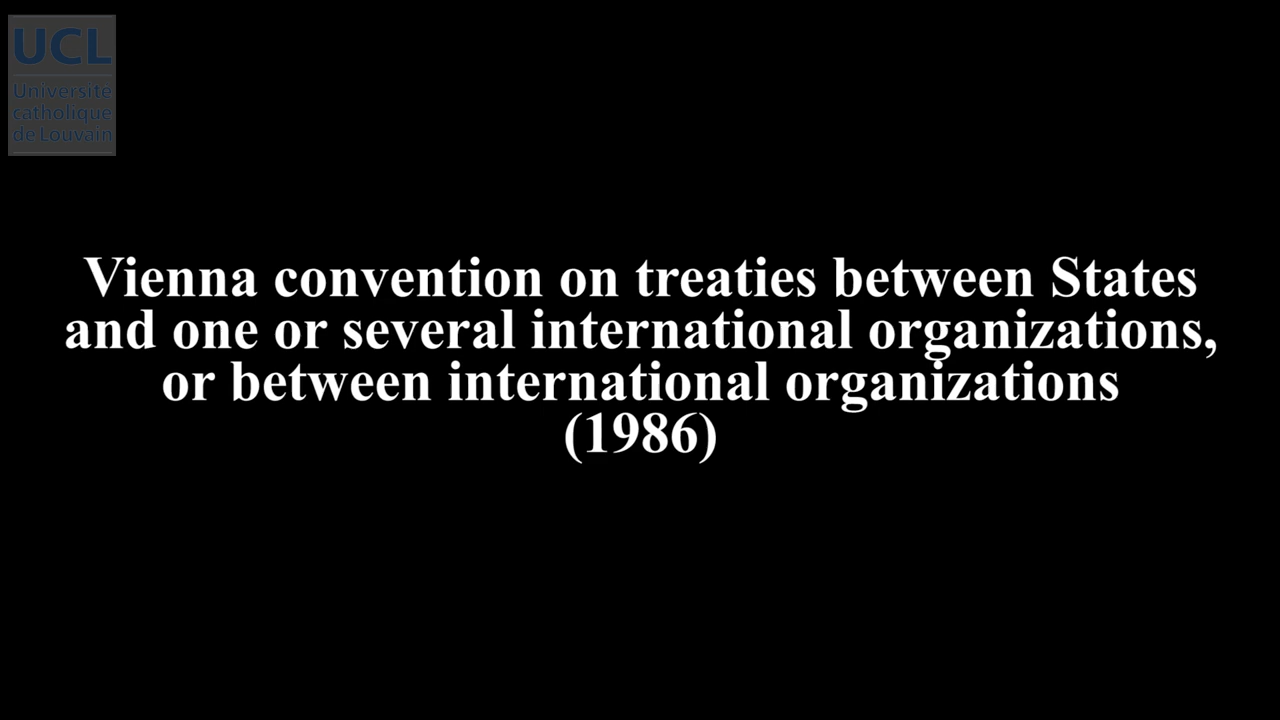 UCL
Université
catholique
de Louvain
Vienna convention on treaties between States
and one or several international organizations,
or between international organizations
(1986)